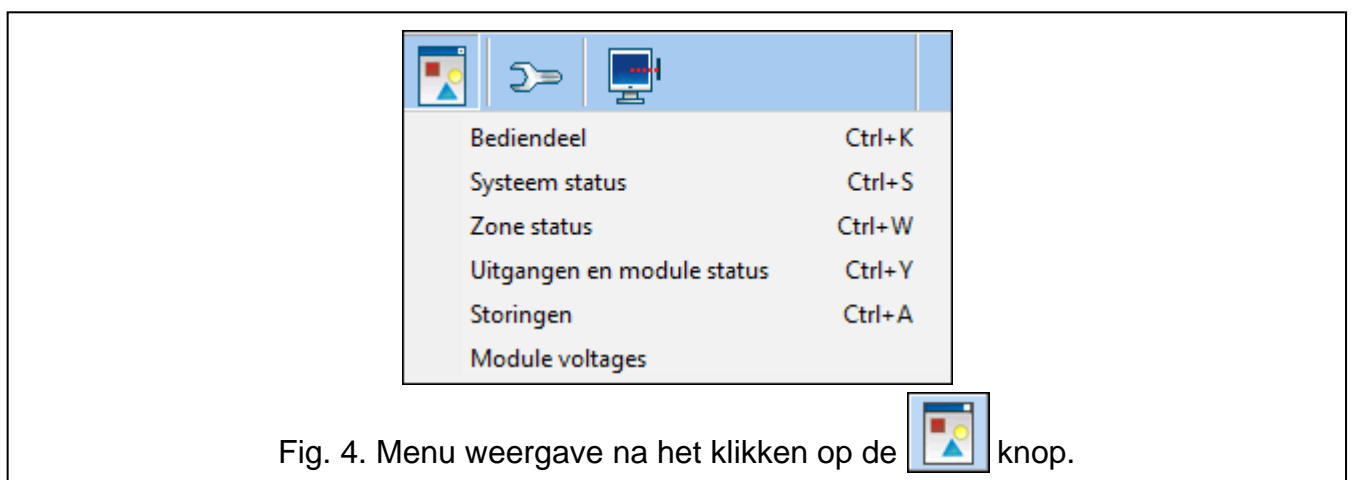 Bediendeel Ctrl+K
Systeem status Ctrl+S
Zone status Ctrl+W
Uitgangen en module status Ctrl+Y
Storingen Ctrl+A
Module voltages
Fig. 4. Menu weergave na het klikken op de knop.